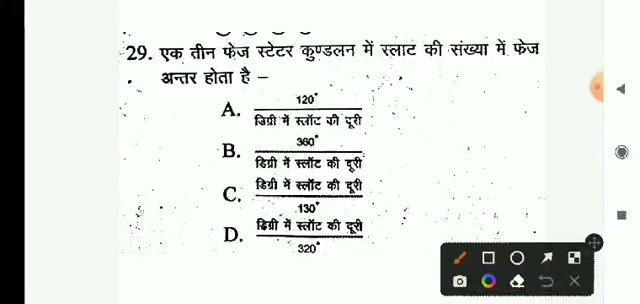 29. एक तीन फेज स्टेटर कुण्डलन में स्लाट की संख्या में फेज
अन्तर होता है –
A. 120°
डिग्री में स्लॉट की दूरी
B. 360°
डिग्री में स्लॉट की दूरी
C. डिग्री में स्लॉट की दूरी
130°
D. डिग्री में स्लॉट की दूरी
320°